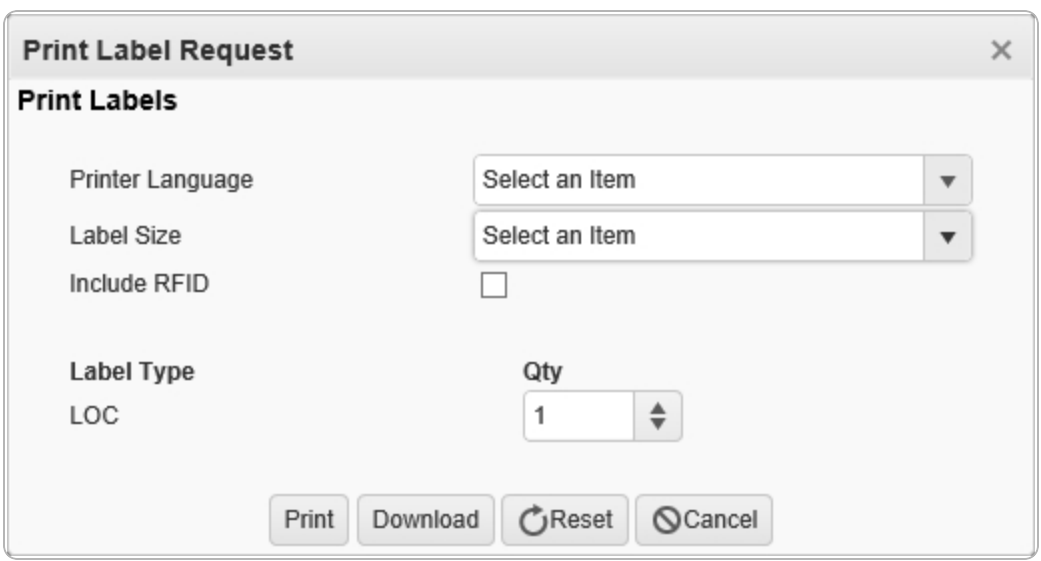 Print Label Request
Print Labels
Printer Language Select an Item
Label Size Select an Item
Include RFID
Label Type Qty
LOC 1
Print Download Reset Cancel